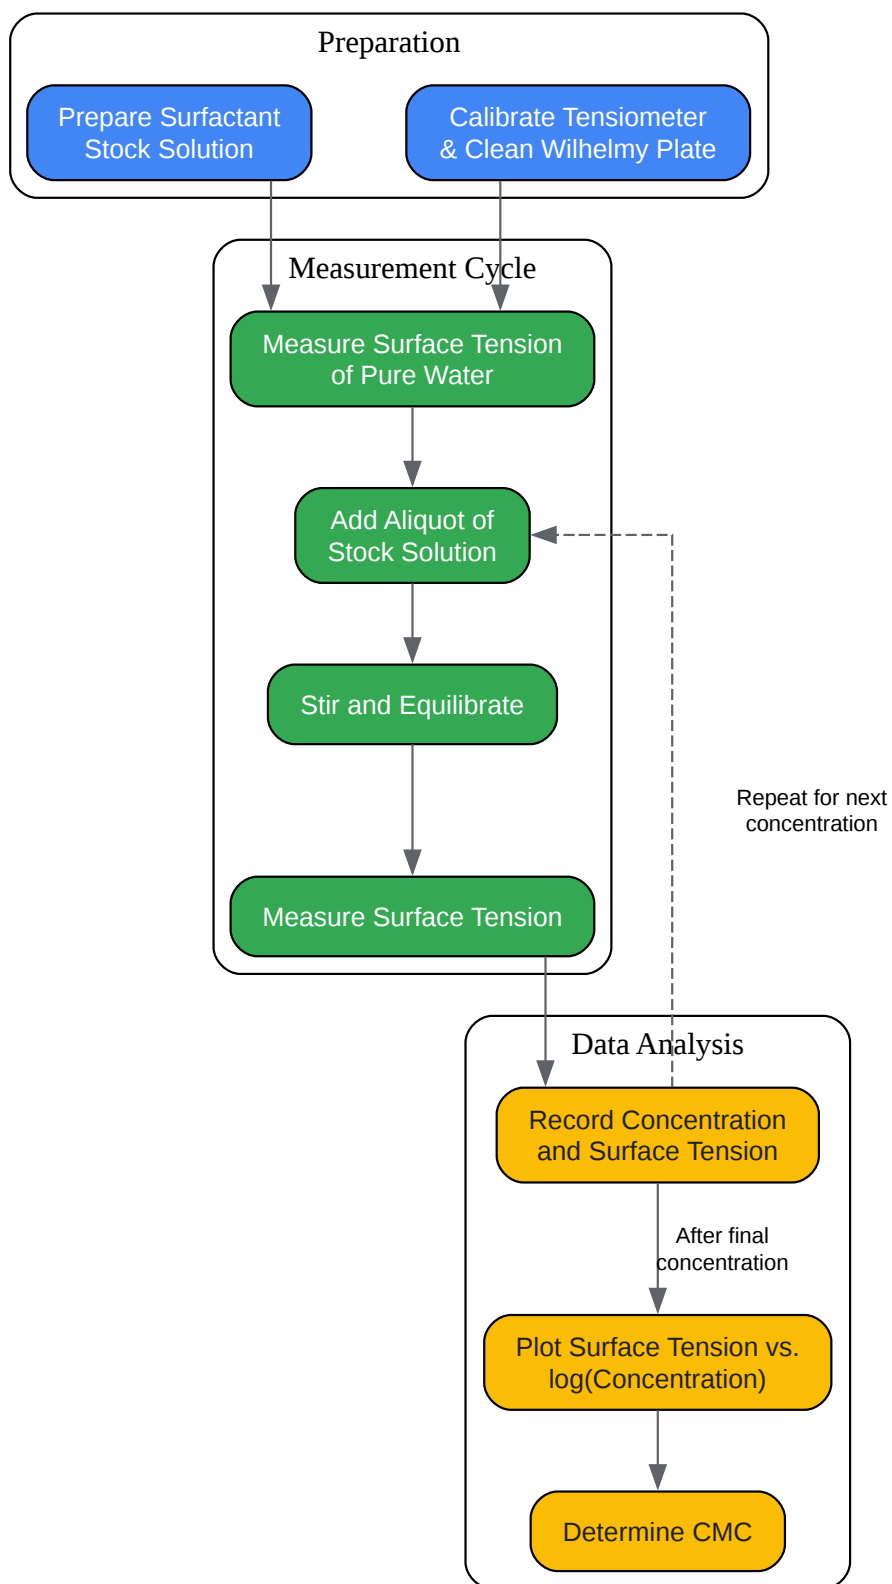 Preparation
Prepare Surfactant
Stock Solution
Calibrate Tensiometer
& Clean Wilhelmy Plate
Measurement Cycle
Measure Surface Tension
of Pure Water
Add Aliquot of
Stock Solution
Stir and Equilibrate
Repeat for next
concentration
Measure Surface Tension
Data Analysis
Record Concentration
and Surface Tension
After final
concentration
Plot Surface Tension vs.
log(Concentration)
Determine CMC